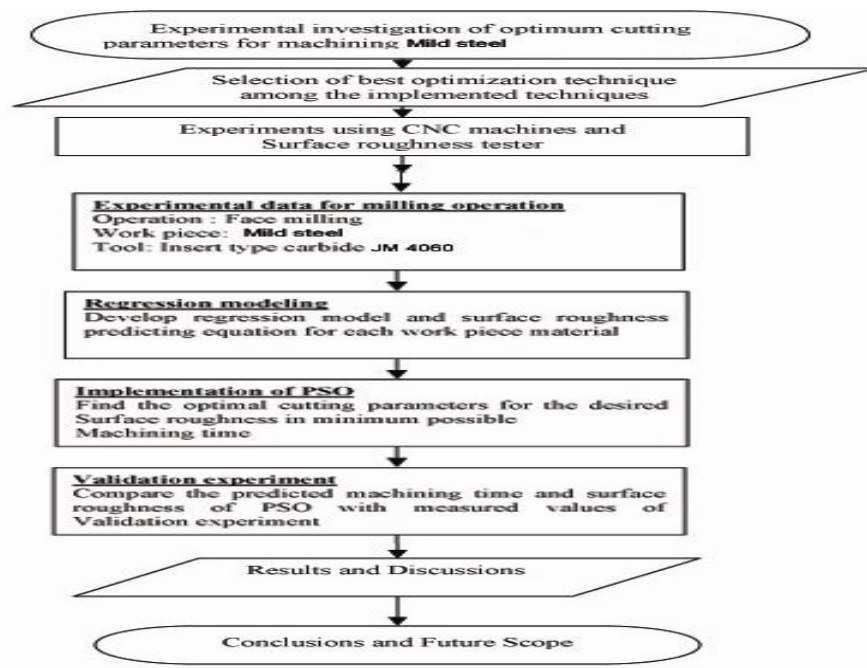 Experimental investigation of optimum cutting
parameters for machining Mild steel
Selection of best optimization technique
among the implemented techniques
Experiments using CNC machines and
Surface roughness tester
Experimental data for milling operation
Operation : Face milling
Work piece: Mild steel
Tool: Insert type carbide JM 4060
Regression modeling
Develop regression model and surface roughness
predicting equation for each work piece material
Implementation of PSO
Find the optimal cutting parameters for the desired
Surface roughness in minimum possible
Machining time
Validation experiment
Compare the predicted machining time and surface
roughness of PSO with measured values of
Validation experiment
Results and Discussions
Conclusions and Future Scope